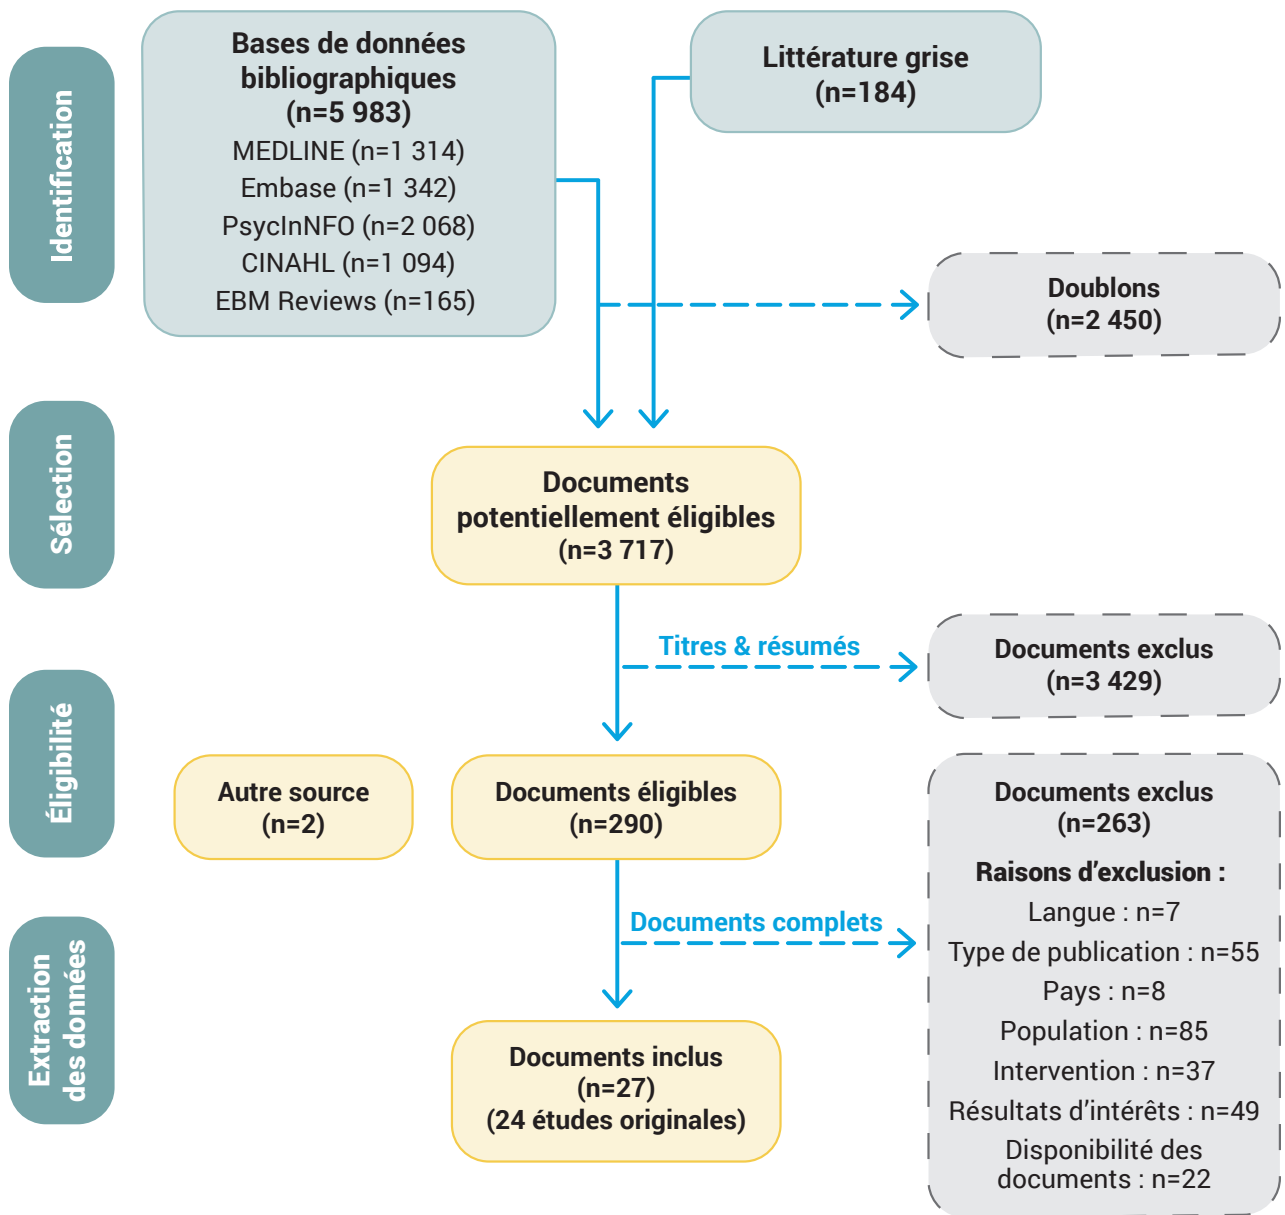 Identification
Bases de données
bibliographiques
(n=5 983)
MEDLINE (n=1 314)
Embase (n=1 342)
PsycInNFO (n=2 068)
CINAHL (n=1 094)
EBM Reviews (n=165)
Littérature grise
(n=184)
Doublons
(n=2 450)
Sélection
Documents
potentiellement éligibles
(n=3 717)
Titres & résumés
Documents exclus
(n=3 429)
Éligibilité
Autre source
(n=2)
Documents éligibles
(n=290)
Documents complets
Documents exclus
(n=263)
Raisons d'exclusion :
Langue : n=7
Type de publication : n=55
Pays : n=8
Population : n=85
Intervention : n=37
Résultats d'intérêts : n=49
Disponibilité des
documents : n=22
Extraction
des données
Documents inclus
(n=27)
(24 études originales)